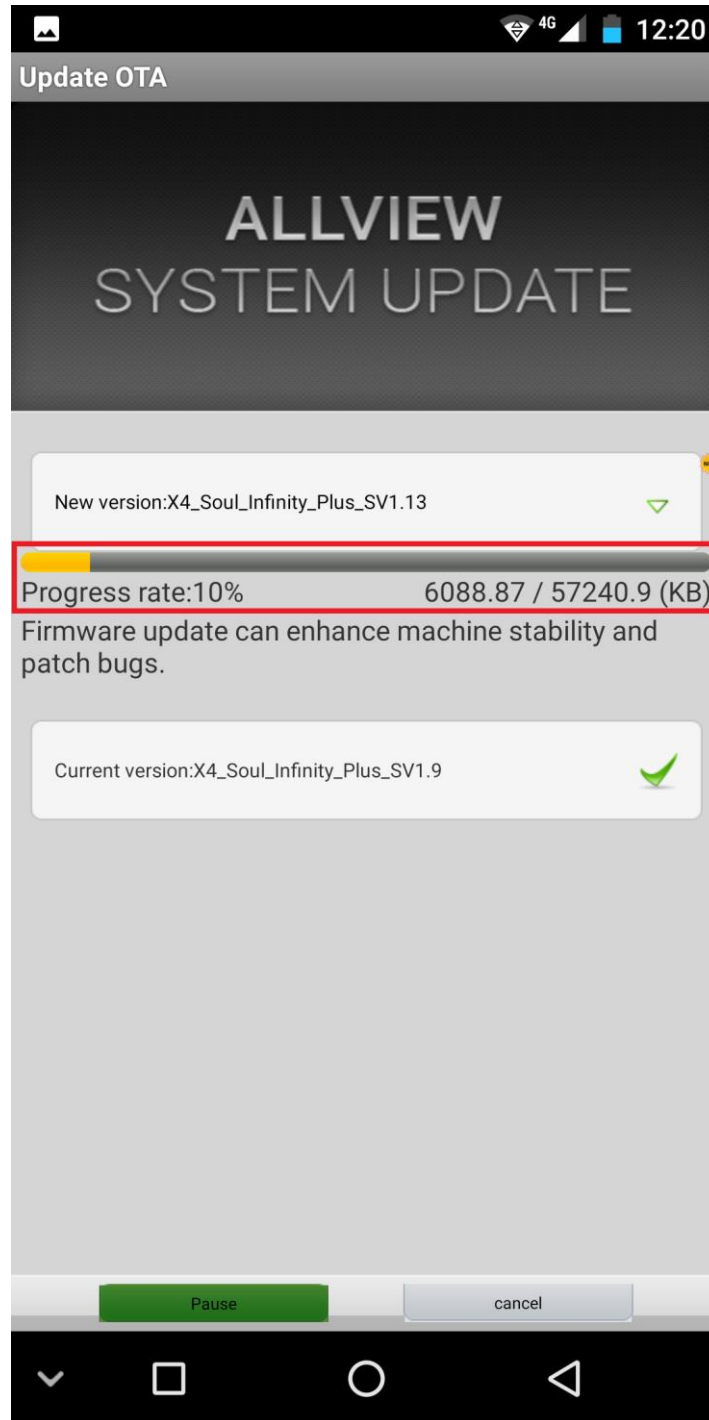 4G 12:20
Update OTA
ALLVIEW
SYSTEM UPDATE
New version:X4_Soul_Infinity_Plus_SV1.13
Progress rate:10% 6088.87 / 57240.9 (KB)
Firmware update can enhance machine stability and
patch bugs.
Current version:X4_Soul_Infinity_Plus_SV1.9
Pause cancel